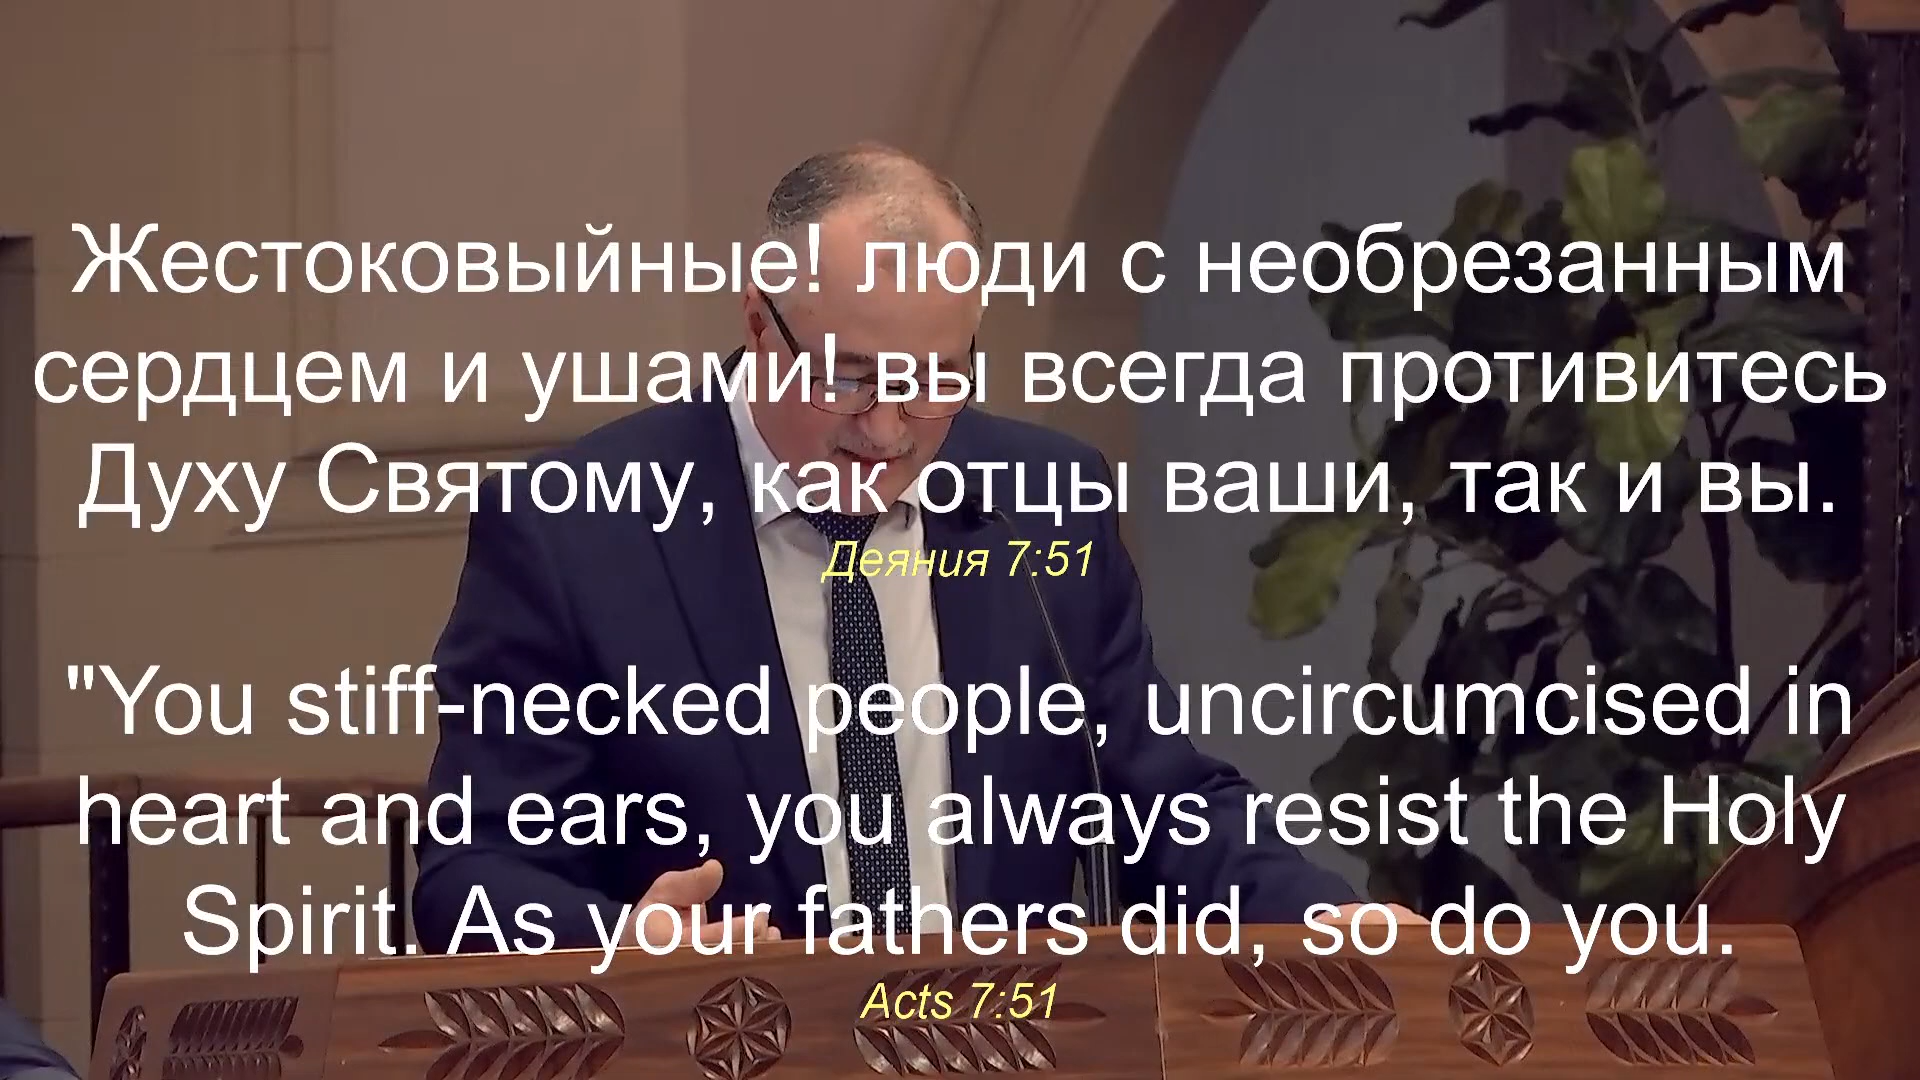 Жестоковыйные! люди с необрезанным
сердцем и ушами! вы всегда противитесь
Духу Святому, как отцы ваши, так и вы.
Деяния 7:51
"You stiff-necked people, uncircumcised in
heart and ears, you always resist the Holy
Spirit. As your fathers did, so do you.
Acts 7:51